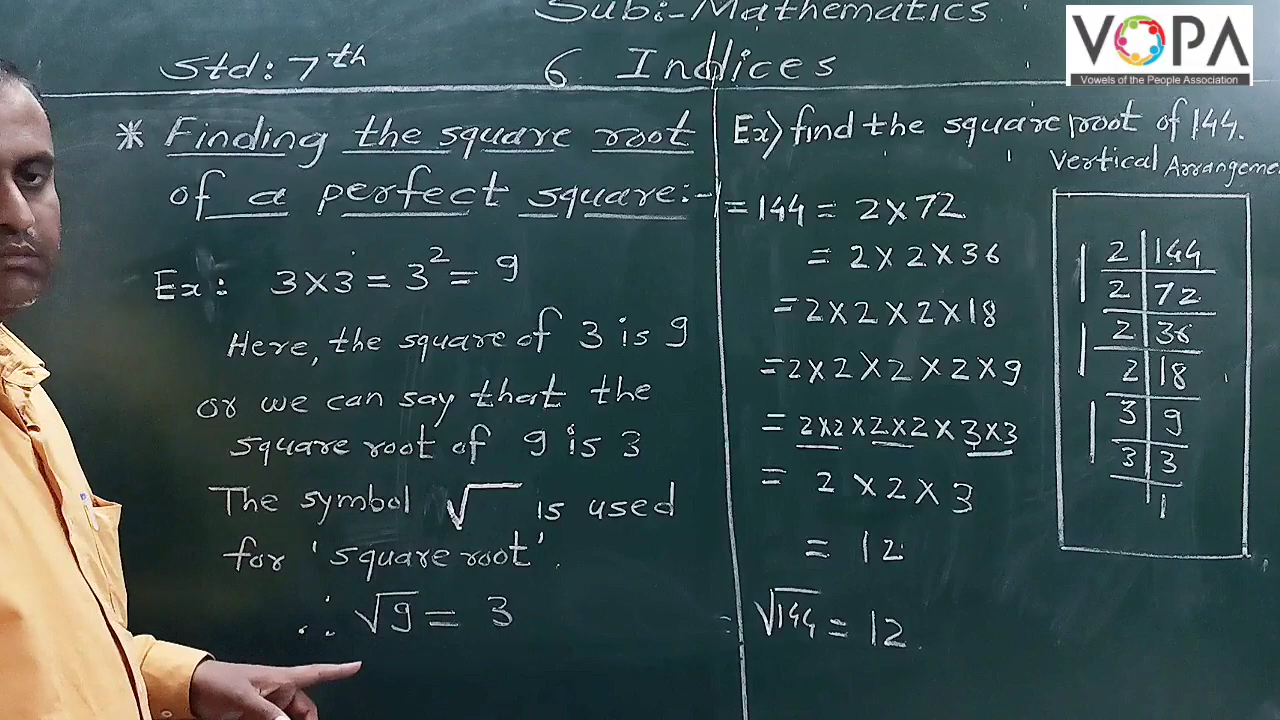 Sub:-Mathematics
Std: 7th
6. Indices
VOPA
Vowels of the People Association
* Finding the square root
of a perfect square:-
Ex: 3×3 = 3² = 9
Here, the square of 3 is 9
or we can say that the
square root of 9 is 3
The symbol √ is used
for 'square root'.
∴ √9 = 3
Ex) find the square root of 144.
Vertical Arrangeme
= 144 = 2×72
= 2×2×36
= 2×2×2×18
= 2×2×2×2×9
= 2×2×2×2×3×3
= 2×2×3
= 12
√144 = 12
2 | 144
2 | 72
2 | 36
2 | 18
3 | 9
3 | 3
1